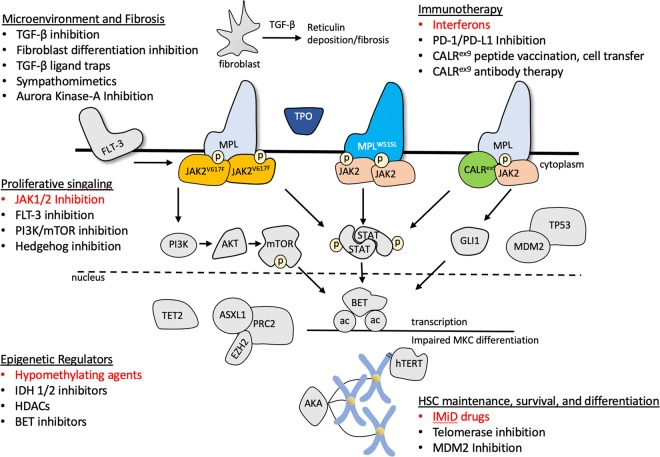 Microenvironment and Fibrosis
• TGF-β inhibition
• Fibroblast differentiation inhibition
• TGF-β ligand traps
• Sympathomimetics
• Aurora Kinase-A Inhibition
fibroblast
TGF-β
Reticulin
deposition/fibrosis
Immunotherapy
• Interferons
• PD-1/PD-L1 Inhibition
• CALRex9 peptide vaccination, cell transfer
• CALRex9 antibody therapy
FLT-3
MPL
P
P
JAK2V617F
JAK2V617F
TPO
MPLW515L
P
P
JAK2
JAK2
MPL
P
CALRex9
JAK2
cytoplasm
Proliferative singaling
• JAK1/2 Inhibition
• FLT-3 inhibition
• PI3K/mTOR inhibition
• Hedgehog inhibition
PI3K
AKT
mTOR
P
P
STAT
STAT
P
GLI1
TP53
MDM2
nucleus
TET2
ASXL1
PRC2
EZH2
BET
ac
ac
transcription
Impaired MKC differentiation
hTERT
AKA
Epigenetic Regulators
• Hypomethylating agents
• IDH 1/2 inhibitors
• HDACs
• BET inhibitors
HSC maintenance, survival, and differentiation
• IMiD drugs
• Telomerase inhibition
• MDM2 Inhibition